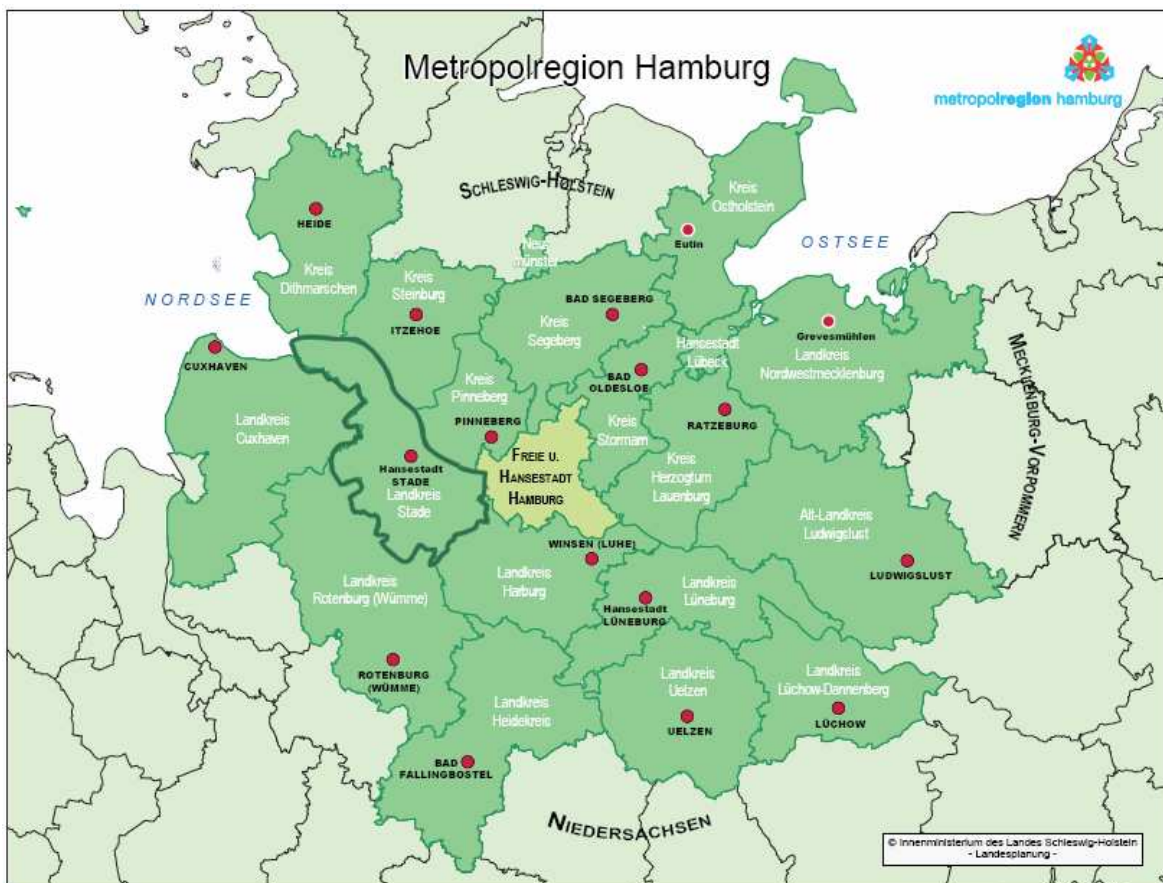 Metropolregion Hamburg
metropolregion hamburg
SCHLESWIG-HOLSTEIN
Kreis
Ostholstein
HEIDE
Eutin
OSTSEE
Neu-
münster
Kreis
Dithmarschen
Kreis
Steinburg
NORDSEE
BAD SEGEBERG
ITZEHOE
Kreis
Segeberg
Grevesmühlen
Hansestadt
Lübeck
Landkreis
Nordwestmecklenburg
MECKLENBURG-VORPOMMERN
CUXHAVEN
BAD
OLDESLOE
Kreis
Pinneberg
PINNEBERG
Kreis
Stormarn
RATZEBURG
Landkreis
Cuxhaven
FREIE U.
HANSESTADT
HAMBURG
Kreis
Herzogtum
Lauenburg
Hansestadt
STADE
Landkreis
Stade
Alt-Landkreis
Ludwigslust
WINSEN (LUHE)
LUDWIGSLUST
Landkreis
Rotenburg (Wümme)
Landkreis
Harburg
Landkreis
Lüneburg
Hansestadt
LÜNEBURG
ROTENBURG
(WÜMME)
Landkreis
Uelzen
Landkreis
Lüchow-Dannenberg
Landkreis
Heidekreis
UELZEN
LÜCHOW
BAD
FALLINGBOSTEL
NIEDERSACHSEN
© Innenministerium des Landes Schleswig-Holstein
- Landesplanung -